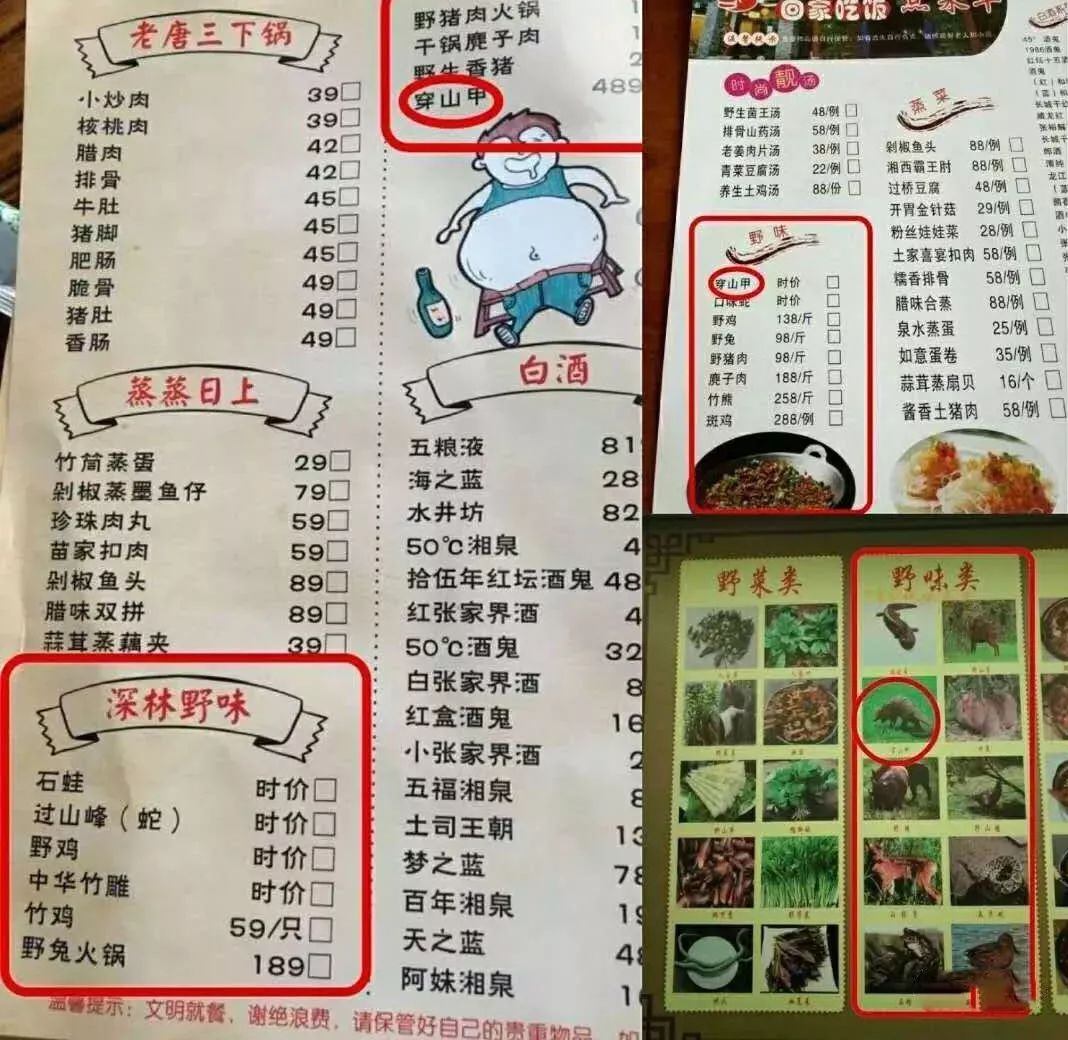 老唐三下锅
小炒肉 39
核桃肉 39
腊肉 42
排骨 42
牛肚 45
猪脚 45
肥肠 45
脆骨 49
猪肚 49
香肠 49
蒸蒸日上
竹筒蒸蛋 29
剁椒蒸墨鱼仔 79
珍珠肉丸 59
苗家扣肉 59
剁椒鱼头 89
腊味双拼 89
蒜茸蒸藕夹 39
深林野味
石蛙 时价
过山峰（蛇） 时价
野鸡 时价
中华竹雕 时价
竹鸡 59/只
野兔火锅 189
温馨提示：文明就餐、谢绝浪费，请保管好自己的贵重物品
野猪肉火锅
干锅麂子肉
野生香猪
穿山甲 489
白酒
五粮液
海之蓝
水井坊
50℃湘泉
拾伍年红坛酒鬼
红张家界酒
50℃酒鬼
白张家界酒
红盒酒鬼
小张家界酒
五福湘泉
土司王朝
梦之蓝
百年湘泉
天之蓝
阿妹湘泉
回家吃饭
时尚靓汤
野生菌王汤 48/例
排骨山药汤 58/例
老姜肉片汤 38/例
青菜豆腐汤 22/例
养生土鸡汤 88/份
野味
穿山甲 时价
口味蛇 时价
野鸡 138/斤
野兔 98/斤
野猪肉 98/斤
麂子肉 188/斤
竹熊 258/斤
斑鸡 288/例
蒸菜
剁椒鱼头 88/例
湘西霸王肘 88/例
过桥豆腐 48/例
开胃金针菇 29/例
粉丝娃娃菜 28/例
土家喜宴扣肉 58/例
糯香排骨 58/例
腊味合蒸 88/例
泉水蒸蛋 25/例
如意蛋卷 35/例
蒜茸蒸扇贝 16/个
酱香土猪肉 58/例
45° 酒鬼
1986酒鬼
红坛十五
酒鬼
野菜类
野味类